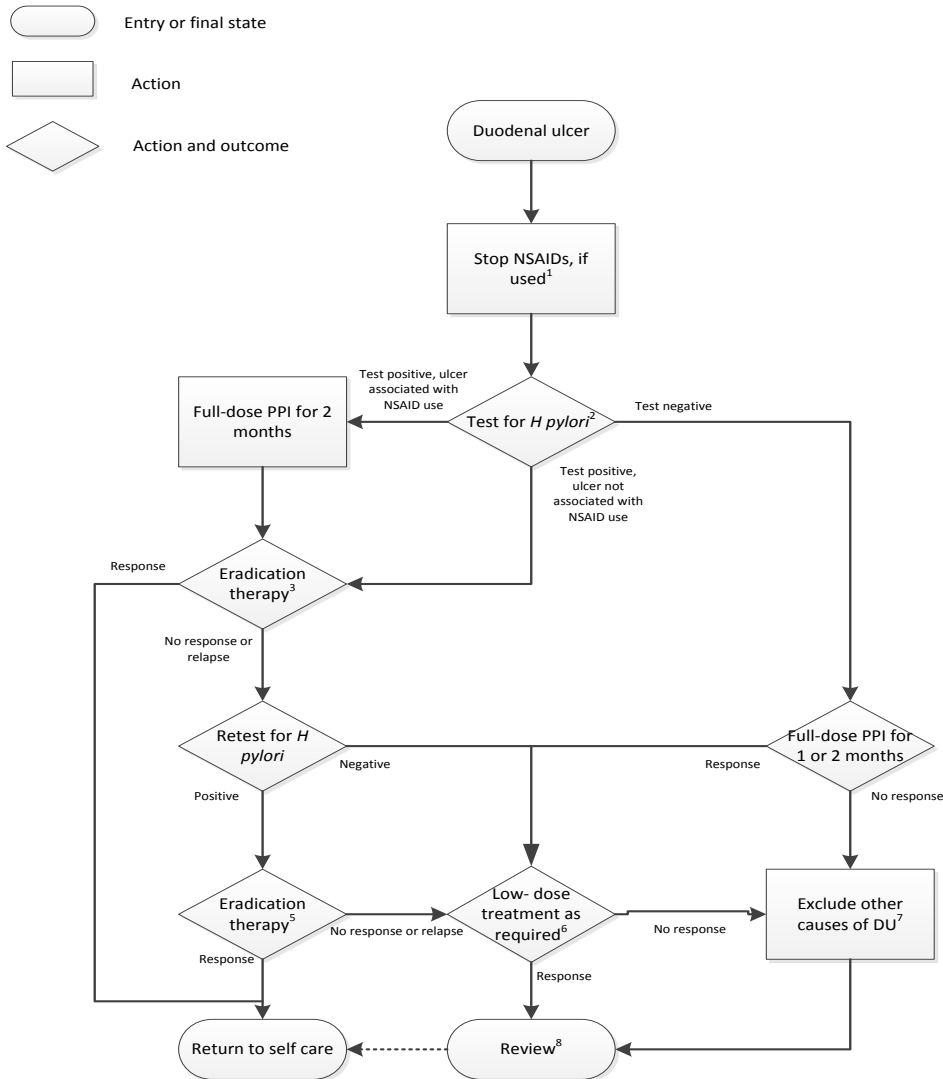 Entry or final state
Action
Action and outcome
Duodenal ulcer
Stop NSAIDs, if
used1
Test positive, ulcer
associated with
NSAID use
Full-dose PPI for 2
months
Test for H pylori2
Test negative
Test positive,
ulcer not
associated with
NSAID use
Response
Eradication
therapy3
No response or
relapse
Retest for H
pylori
Negative
Positive
Full-dose PPI for
1 or 2 months
Response
No response
Eradication
therapy5
No response or relapse
Response
Low- dose
treatment as
required6
No response
Response
Exclude other
causes of DU7
Return to self care
Review8